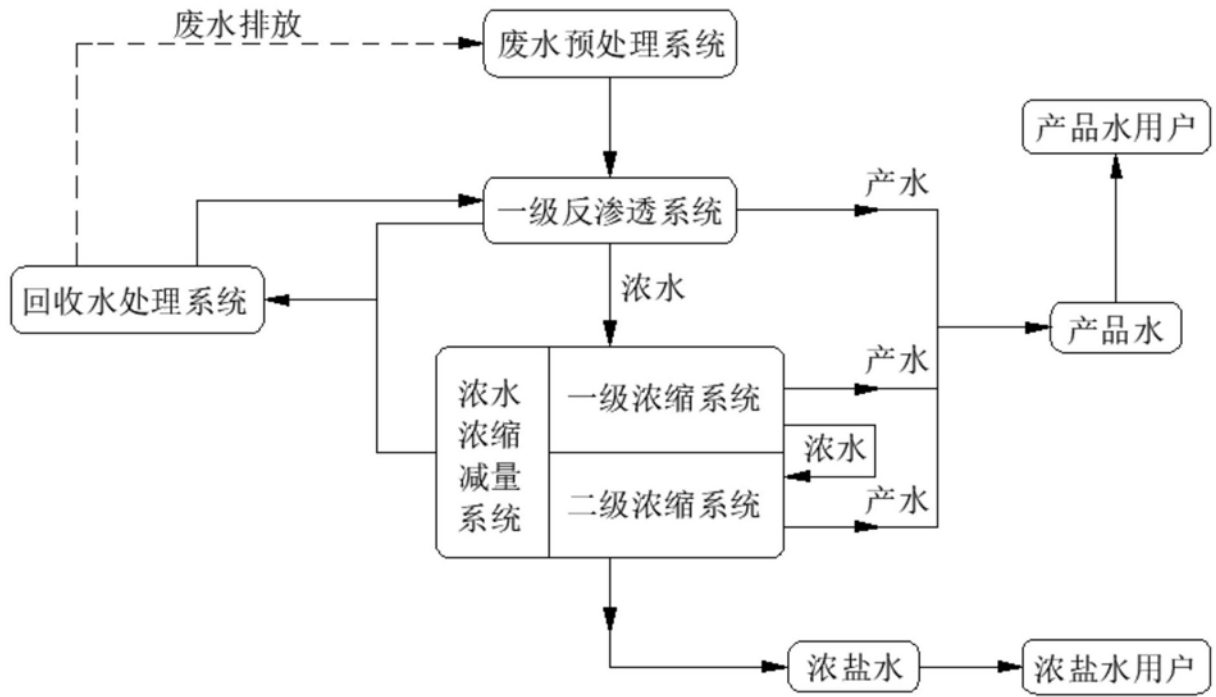 废水排放
废水预处理系统
产品水用户
一级反渗透系统
产水
回收水处理系统
浓水
产品水
浓水
浓缩
减量
系统
一级浓缩系统
产水
浓水
二级浓缩系统
产水
浓盐水
浓盐水用户